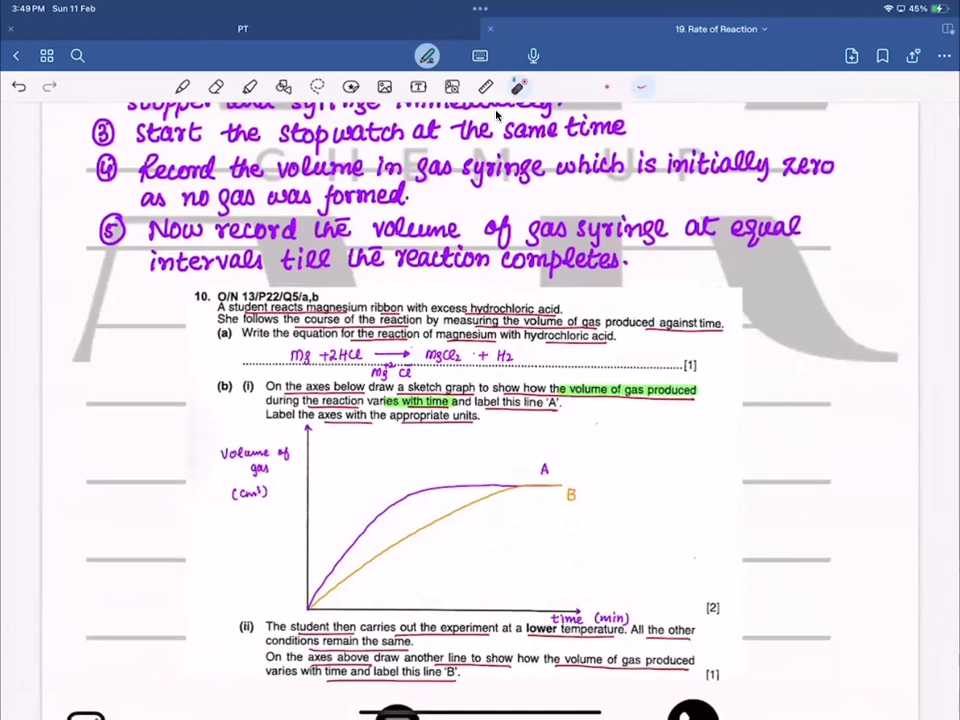 3:49 PM Sun 11 Feb
45%
PT
19. Rate of Reaction
stopper and syringe immediately.
③ Start the stopwatch at the same time
④ Record the volume in gas syringe which is initially zero
as no gas was formed.
⑤ Now record the volume of gas syringe at equal
intervals till the reaction completes.
CHEM UP
10. O/N 13/P22/Q5/a,b
A student reacts magnesium ribbon with excess hydrochloric acid.
She follows the course of the reaction by measuring the volume of gas produced against time.
(a) Write the equation for the reaction of magnesium with hydrochloric acid.
Mg + 2HCl → MgCl2 + H2
[1]
Mg+2 Cl-
(b) (i) On the axes below draw a sketch graph to show how the volume of gas produced
during the reaction varies with time and label this line 'A'.
Label the axes with the appropriate units.
Volume of
gas
(cm³)
A
B
[2]
time (min)
(ii) The student then carries out the experiment at a lower temperature. All the other
conditions remain the same.
On the axes above draw another line to show how the volume of gas produced
varies with time and label this line 'B'.
[1]